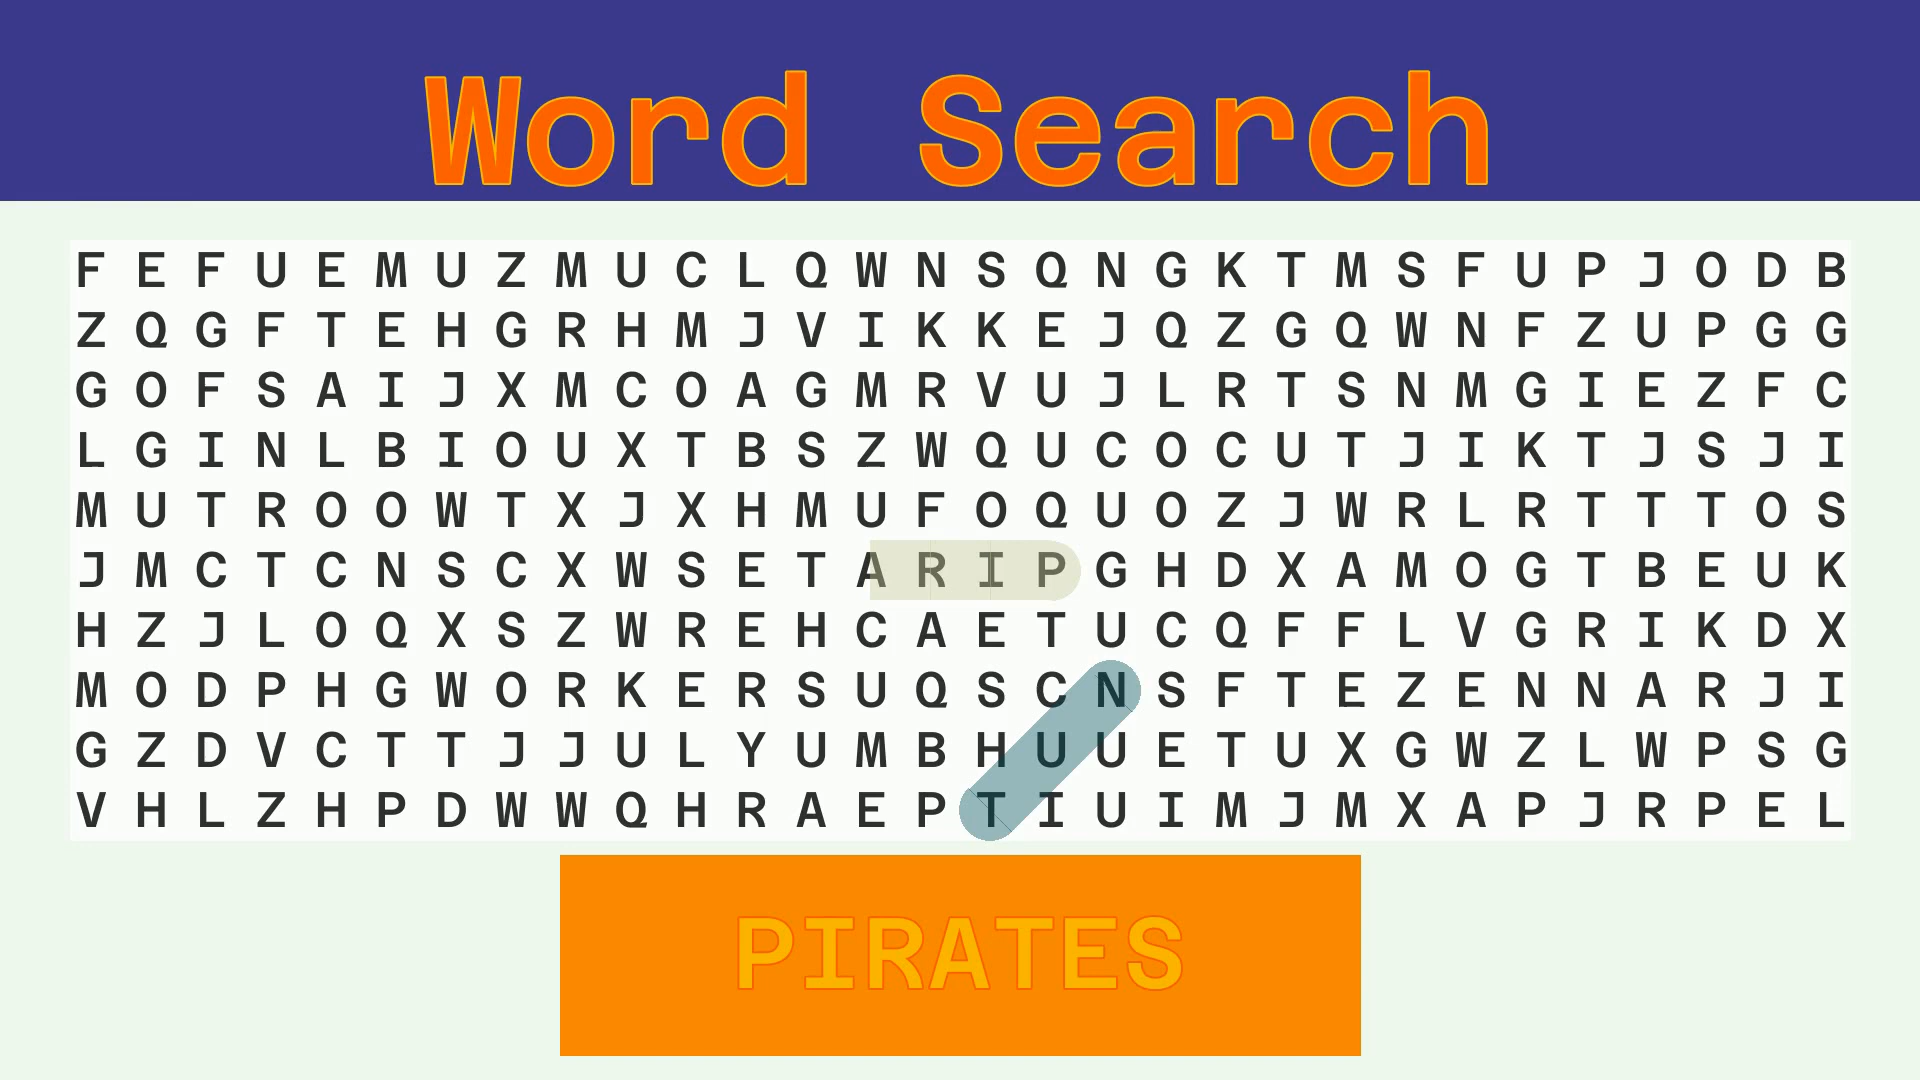 Word Search
F E F U E M U Z M U C L Q W N S Q N G K T M S F U P J O D B
Z Q G F T E H G R H M J V I K K E J Q Z G Q W N F Z U P G G
G O F S A I J X M C O A G M R V U J L R T S N M G I E Z F C
L G I N L B I O U X T B S Z W Q U C O C U T J I K T J S J I
M U T R O O W T X J X H M U F O Q U O Z J W R L R T T T O S
J M C T C N S C X W S E T A R I P G H D X A M O G T B E U K
H Z J L O Q X S Z W R E H C A E T U C Q F F L V G R I K D X
M O D P H G W O R K E R S U Q S C N S F T E Z E N N A R J I
G Z D V C T T J J U L Y U M B H U U E T U X G W Z L W P S G
V H L Z H P D W W Q H R A E P T I U I M J M X A P J R P E L
PIRATES